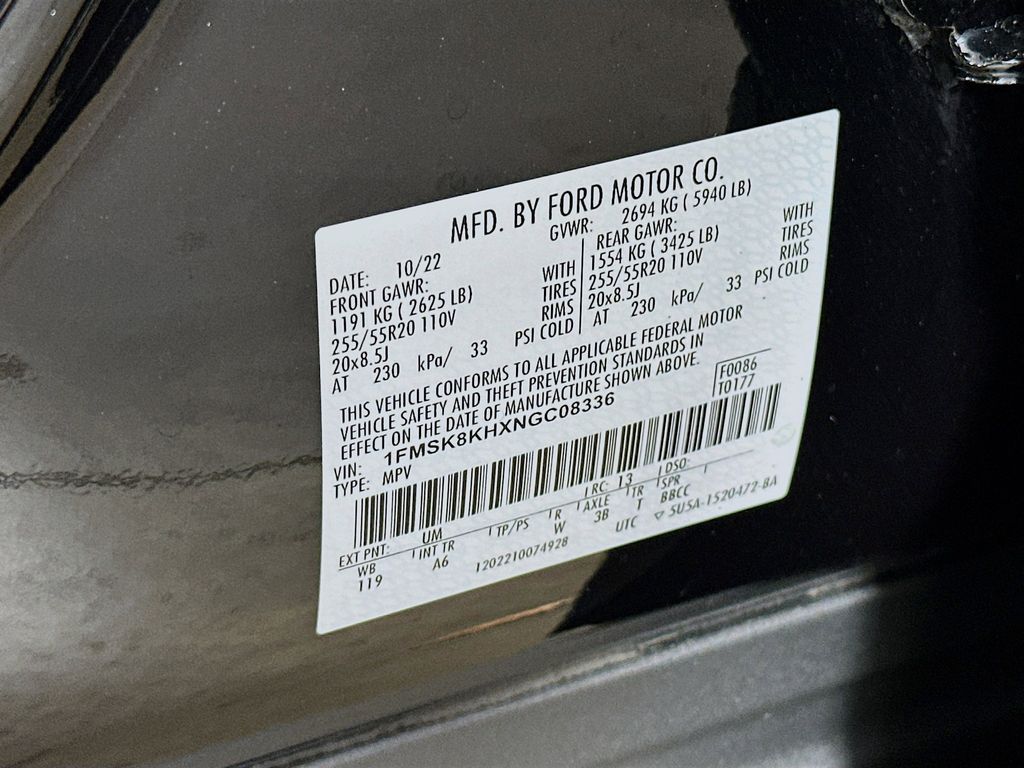 MFD. BY FORD MOTOR CO.
DATE: 10/22
GVWR: 2694 KG ( 5940 LB)
FRONT GAWR:
1191 KG ( 2625 LB) WITH
255/55R20 110V TIRES
20x8.5J RIMS
AT 230 kPa/ 33 PSI COLD
REAR GAWR:
1554 KG ( 3425 LB) WITH
255/55R20 110V TIRES
20x8.5J RIMS
AT 230 kPa/ 33 PSI COLD
THIS VEHICLE CONFORMS TO ALL APPLICABLE FEDERAL MOTOR
VEHICLE SAFETY AND THEFT PREVENTION STANDARDS IN
EFFECT ON THE DATE OF MANUFACTURE SHOWN ABOVE.
F0086
T0177
VIN: 1FMSK8KHXNGC08336
TYPE: MPV
EXT PNT: UM RC: 13 DSO:
WB INT TR TP/PS R AXLE TR SPR
119 A6 W 3B T BBCC
1202210074928 UTC ▽ 5U5A-1520472-BA